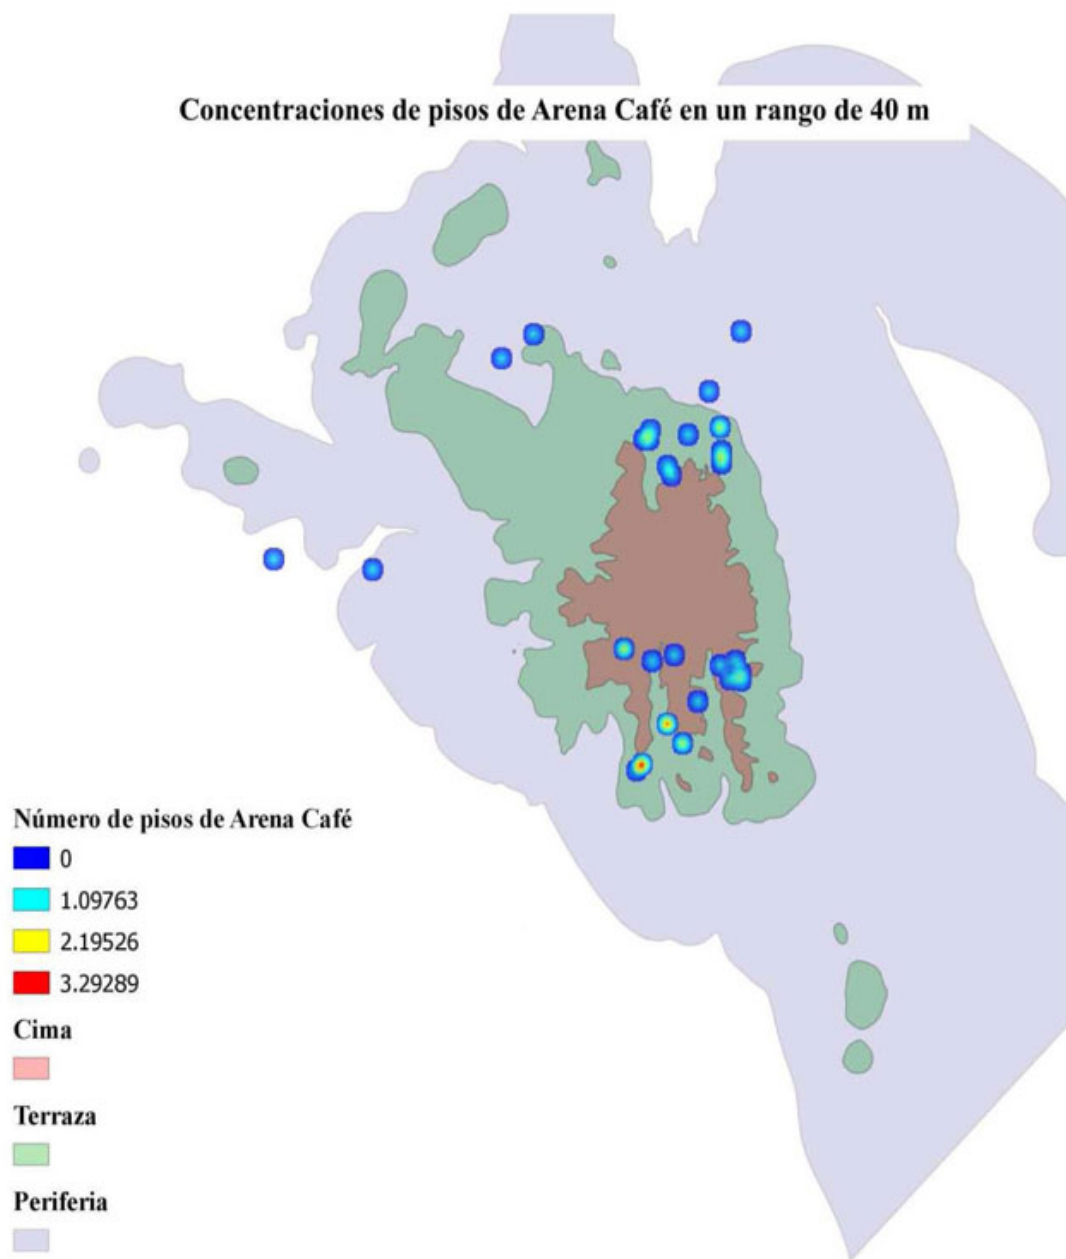 Concentraciones de pisos de Arena Café en un rango de 40 m
Número de pisos de Arena Café
0
1.09763
2.19526
3.29289
Cima
Terraza
Periferia